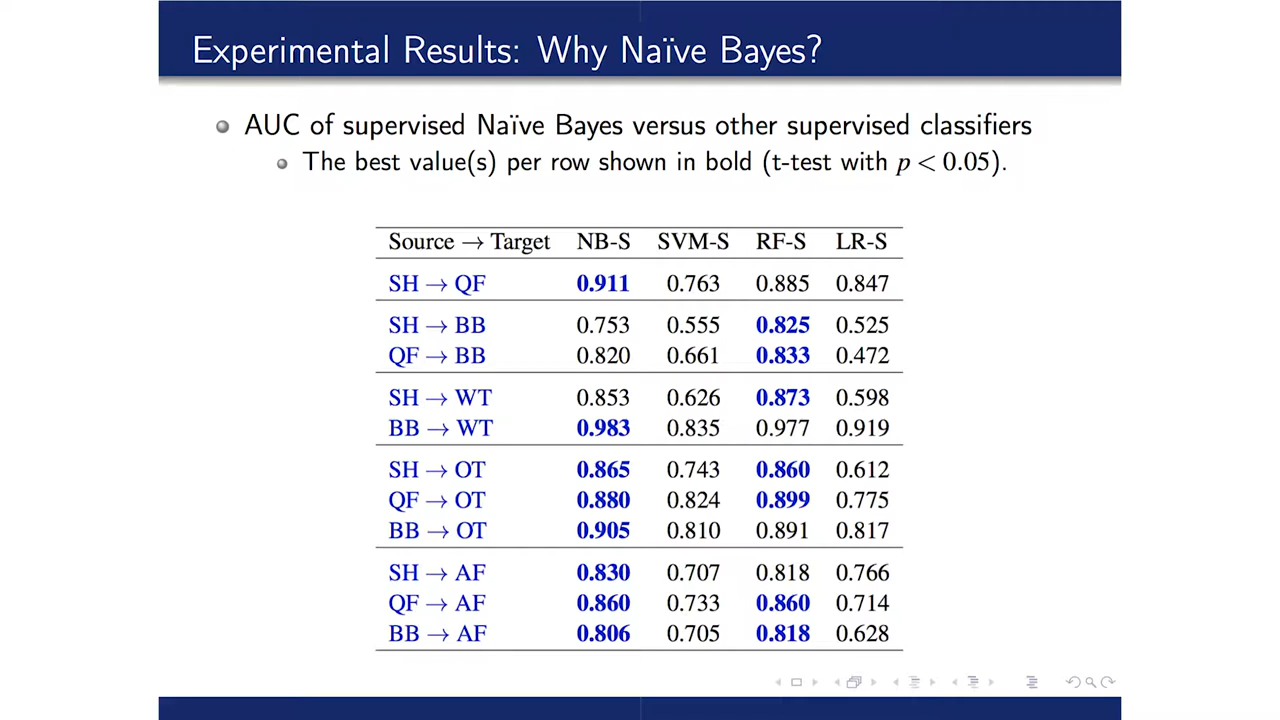 Experimental Results: Why Naïve Bayes?
AUC of supervised Naïve Bayes versus other supervised classifiers
The best value(s) per row shown in bold (t-test with p < 0.05).
Source → Target NB-S SVM-S RF-S LR-S
SH → QF 0.911 0.763 0.885 0.847
SH → BB 0.753 0.555 0.825 0.525
QF → BB 0.820 0.661 0.833 0.472
SH → WT 0.853 0.626 0.873 0.598
BB → WT 0.983 0.835 0.977 0.919
SH → OT 0.865 0.743 0.860 0.612
QF → OT 0.880 0.824 0.899 0.775
BB → OT 0.905 0.810 0.891 0.817
SH → AF 0.830 0.707 0.818 0.766
QF → AF 0.860 0.733 0.860 0.714
BB → AF 0.806 0.705 0.818 0.628